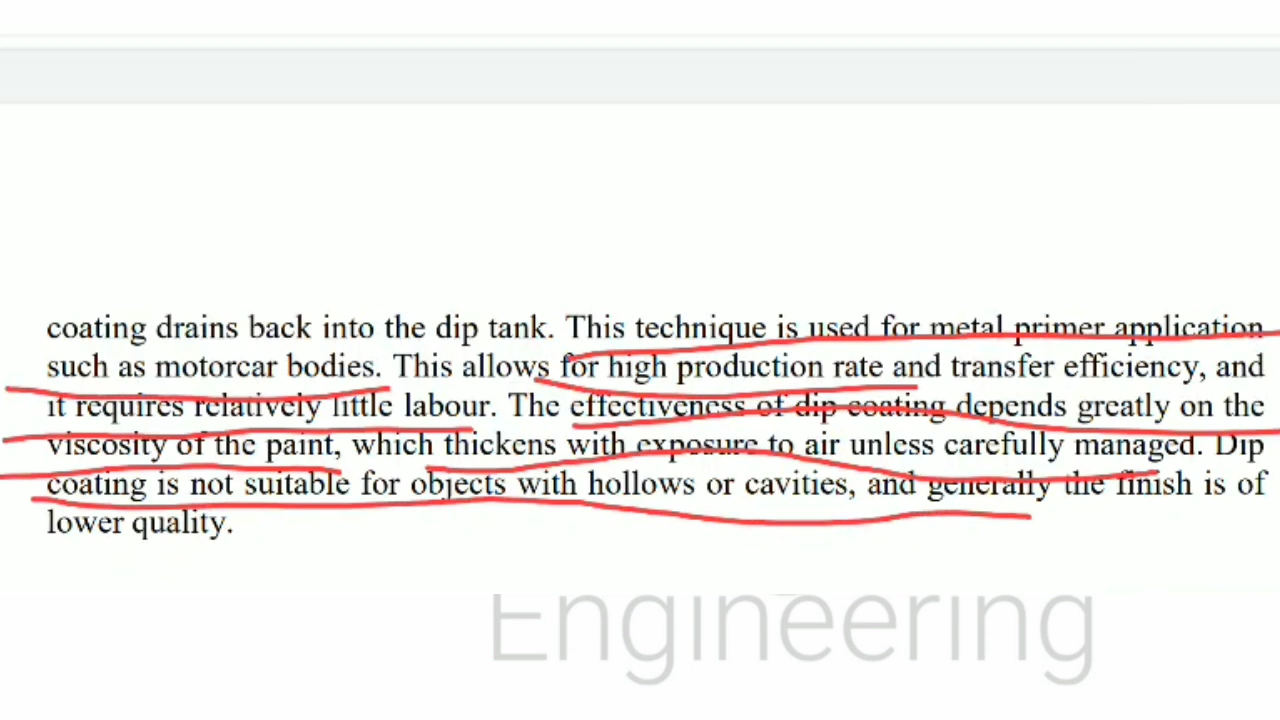 coating drains back into the dip tank. This technique is used for metal primer application
such as motorcar bodies. This allows for high production rate and transfer efficiency, and
it requires relatively little labour. The effectiveness of dip coating depends greatly on the
viscosity of the paint, which thickens with exposure to air unless carefully managed. Dip
coating is not suitable for objects with hollows or cavities, and generally the finish is of
lower quality.
Engineering